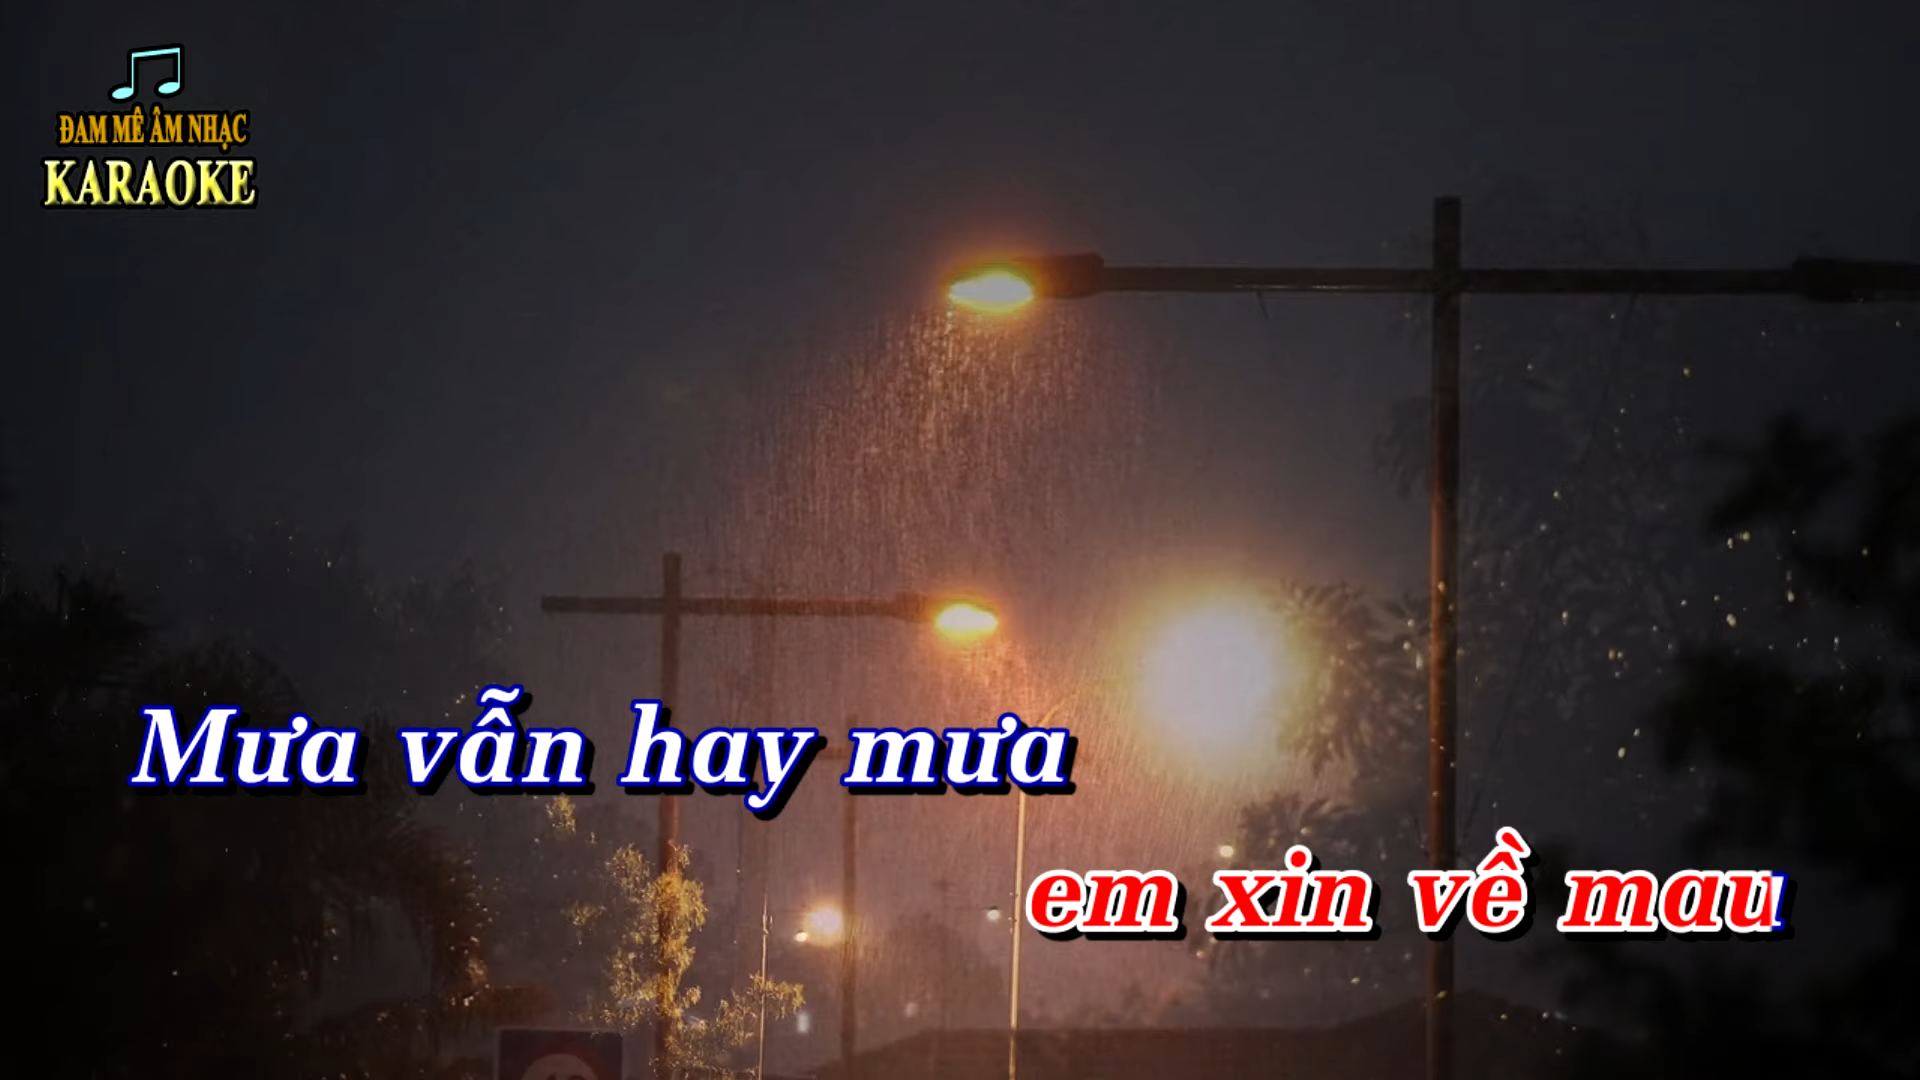 ĐAM MÊ ÂM NHẠC
KARAOKE
Mưa vẫn hay mưa
em xin về mau